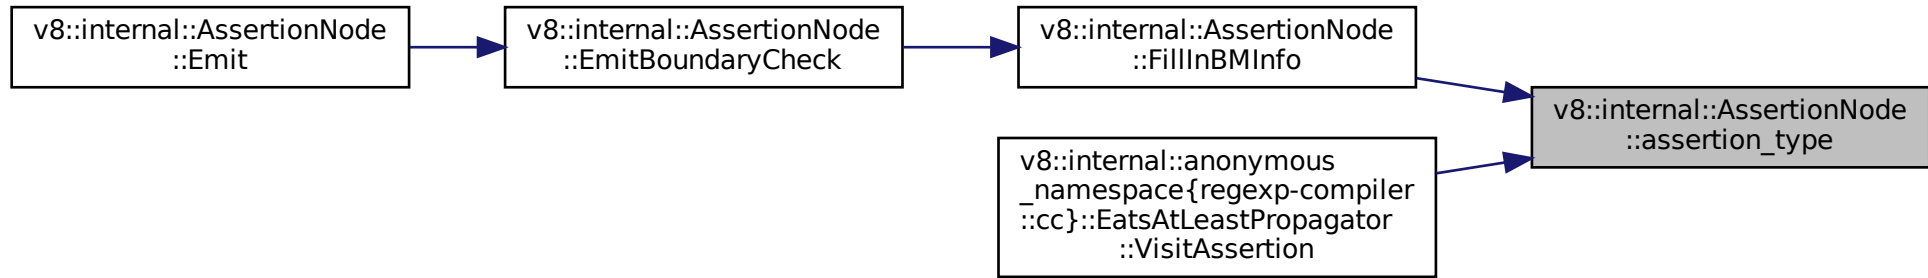 v8::internal::AssertionNode
::Emit
v8::internal::AssertionNode
::EmitBoundaryCheck
v8::internal::AssertionNode
::FillInBMInfo
v8::internal::AssertionNode
::assertion_type
v8::internal::anonymous
_namespace{regexp-compiler
::cc}::EatsAtLeastPropagator
::VisitAssertion